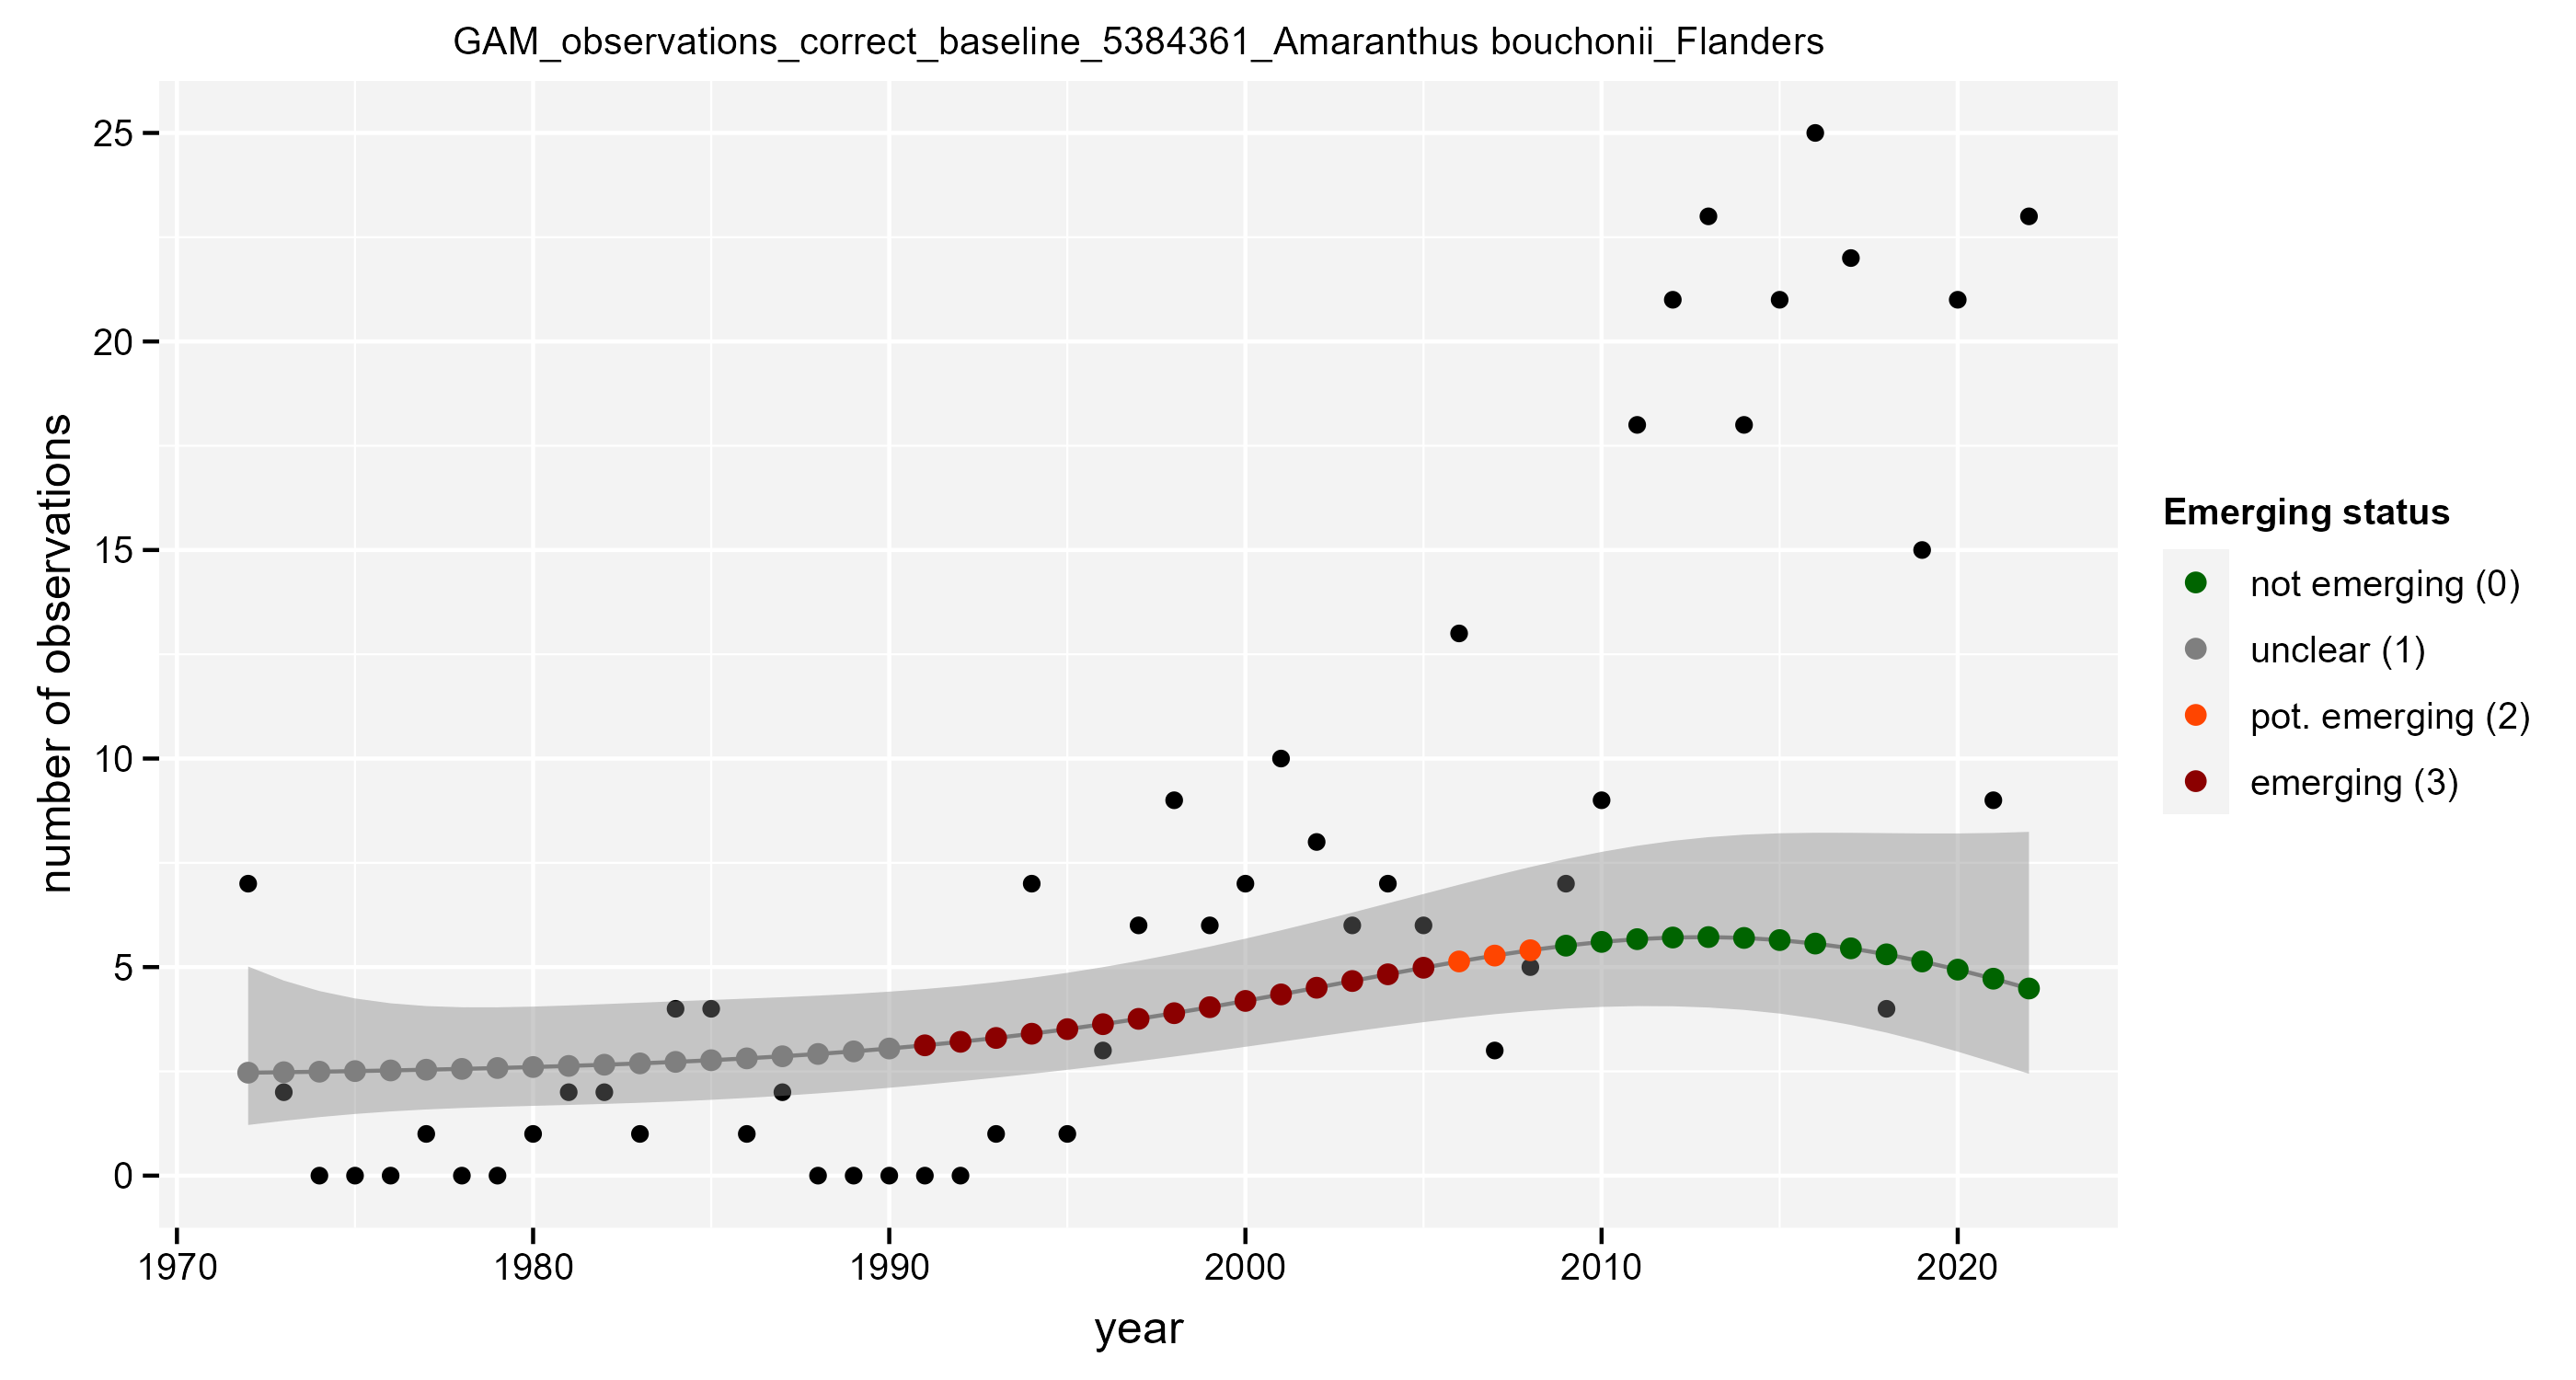 GAM_observations_correct_baseline_5384361_Amaranthus bouchonii_Flanders
number of observations
25
20
15
10
5
0
1970 1980 1990 2000 2010 2020
year
Emerging status
not emerging (0)
unclear (1)
pot. emerging (2)
emerging (3)